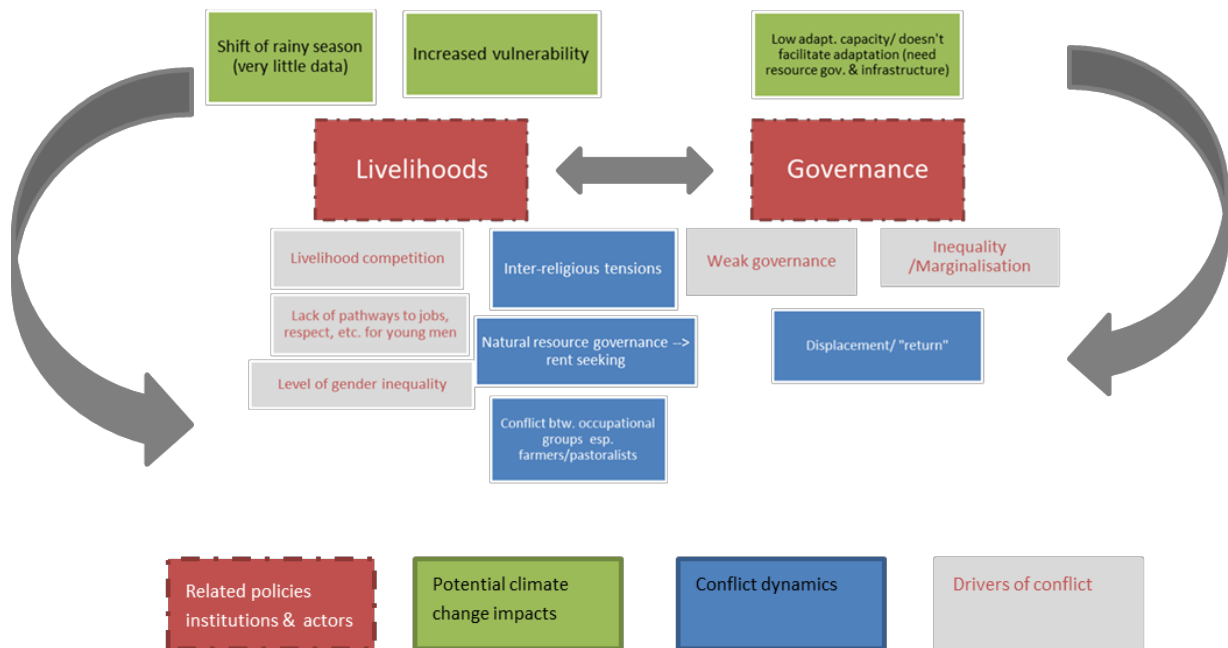 Shift of rainy season
(very little data)
Increased vulnerability
Low adapt. capacity/ doesn't
facilitate adaptation (need
resource gov. & infrastructure)
Livelihoods
Governance
Livelihood competition
Inter-religious tensions
Weak governance
Inequality
/Marginalisation
Lack of pathways to jobs,
respect, etc. for young men
Natural resource governance -->
rent seeking
Displacement/ "return"
Level of gender inequality
Conflict btw. occupational
groups esp.
farmers/pastoralists
Related policies
institutions & actors
Potential climate
change impacts
Conflict dynamics
Drivers of conflict